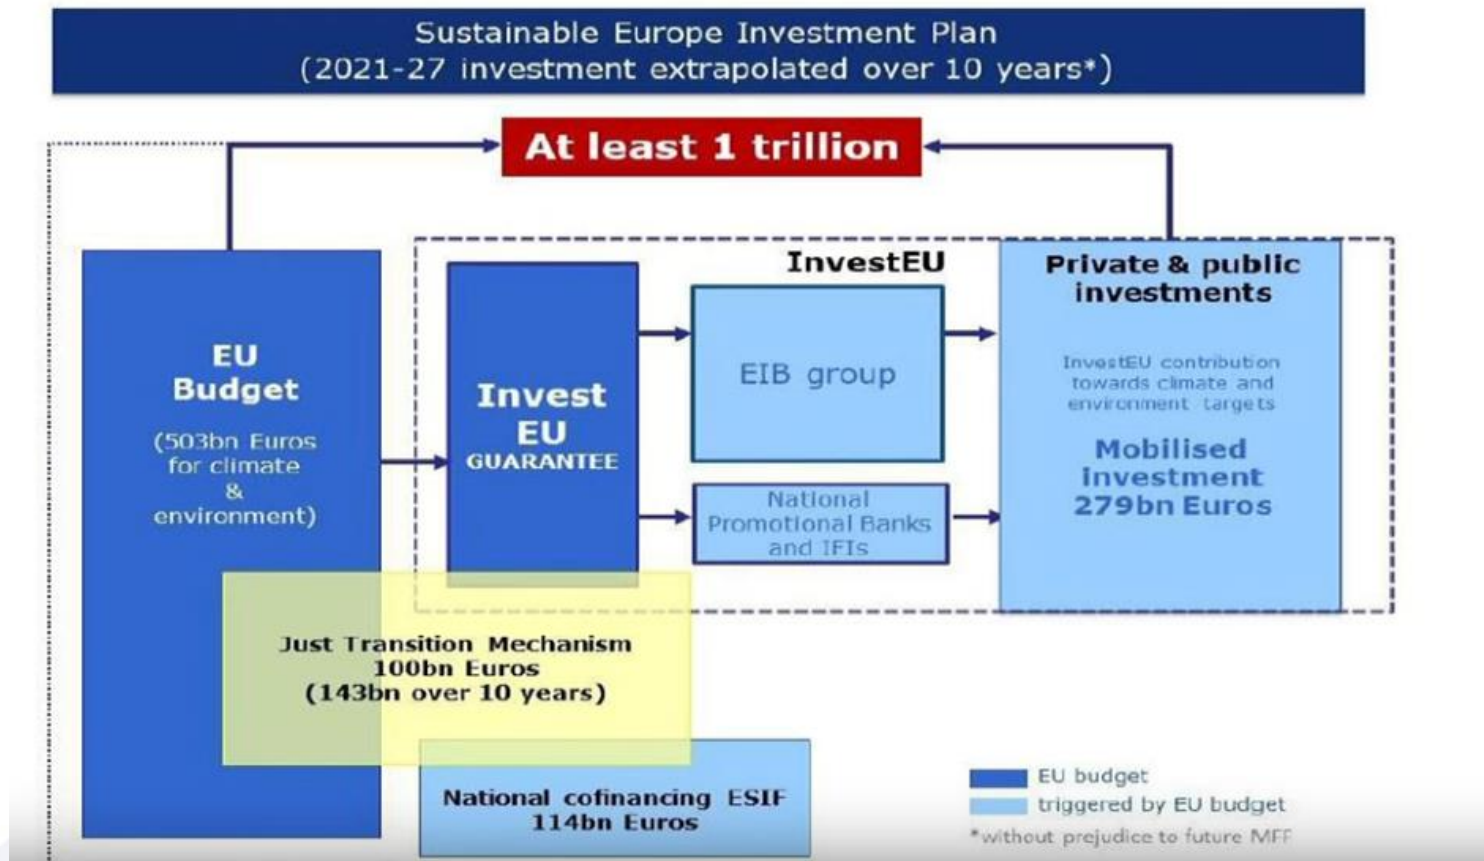 Sustainable Europe Investment Plan
(2021-27 investment extrapolated over 10 years*)
At least 1 trillion
EU
Budget
(503bn Euros
for climate
&
environment)
InvestEU
Invest
EU
GUARANTEE
EIB group
National
Promotional Banks
and IFIs
Private & public
investments
InvestEU contribution
towards climate and
environment targets
Mobilised
investment
279bn Euros
Just Transition Mechanism
100bn Euros
(143bn over 10 years)
National cofinancing ESIF
114bn Euros
EU budget
triggered by EU budget
*without prejudice to future MFF